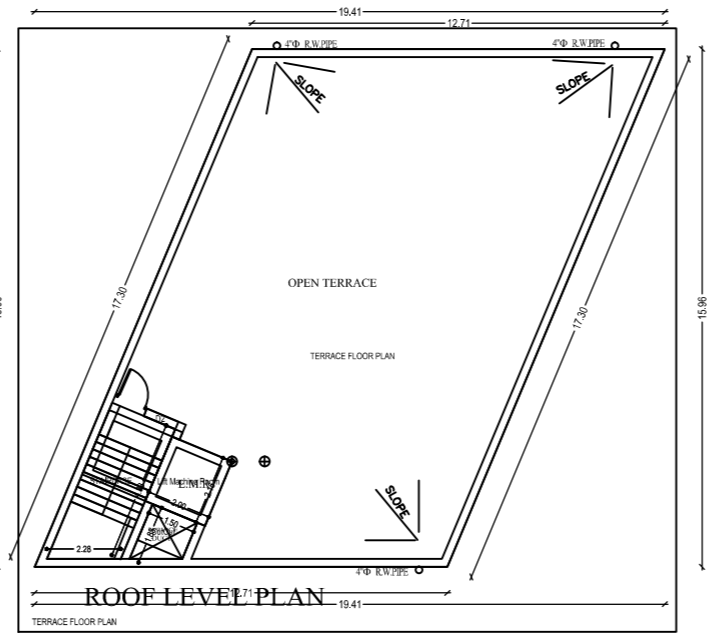 19.41
12.71
4"Φ R.W.PIPE
4"Φ R.W.PIPE
SLOPE
SLOPE
17.30
OPEN TERRACE
17.30
15.96
TERRACE FLOOR PLAN
Lift Machine Room
L.M.R
2.00
1.50
SLOPE
2.28
4"Φ R.W.PIPE
ROOF LEVEL PLAN
12.71
19.41
TERRACE FLOOR PLAN